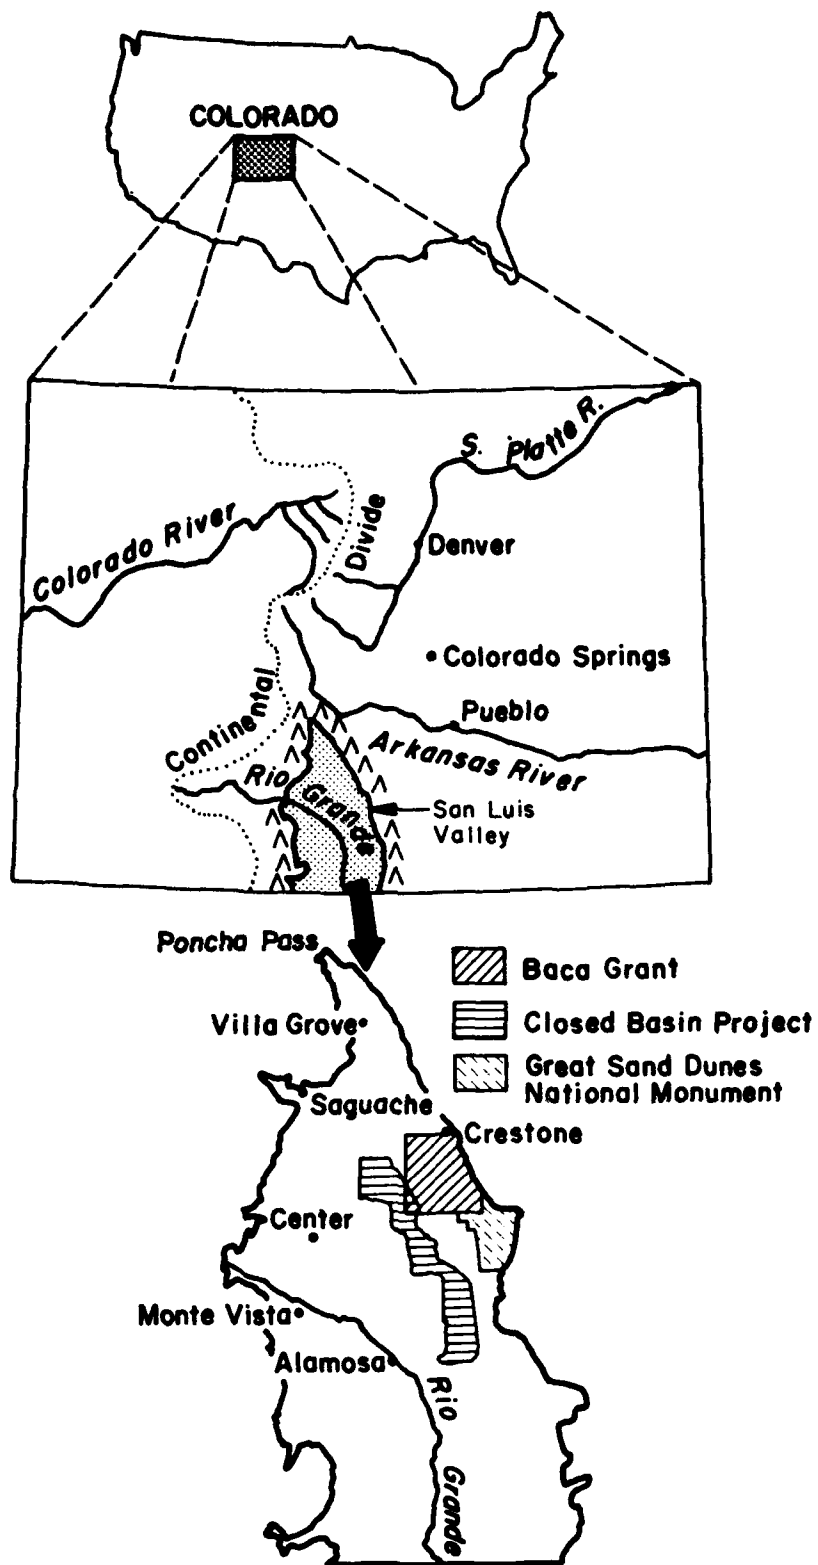 COLORADO
S. Platte R.
Colorado River
Divide
Denver
Colorado Springs
Continental
Pueblo
Arkansas River
Rio Grande
San Luis
Valley
Poncha Pass
Baca Grant
Villa Grove
Closed Basin Project
Great Sand Dunes
National Monument
Saguache
Crestone
Center
Monte Vista
Alamosa
Rio Grande